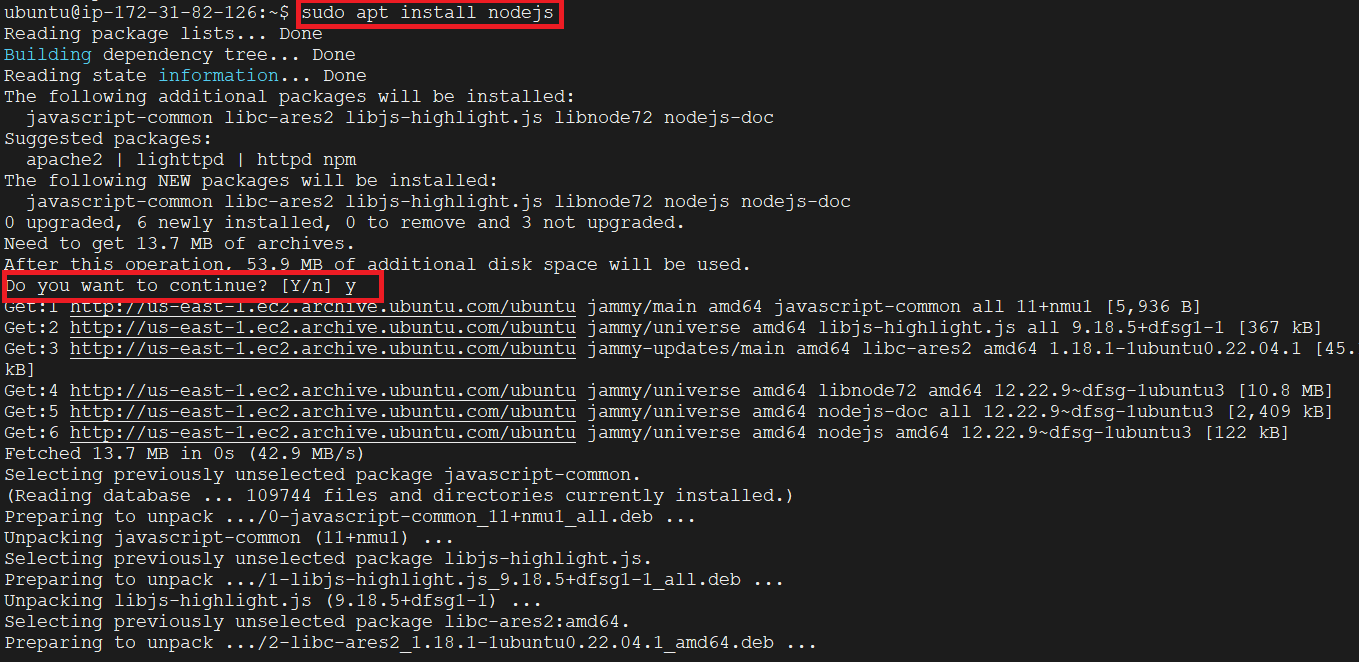 ubuntu@ip-172-31-82-126:~$ sudo apt install nodejs
Reading package lists... Done
Building dependency tree... Done
Reading state information... Done
The following additional packages will be installed:
  javascript-common libc-ares2 libjs-highlight.js libnode72 nodejs-doc
Suggested packages:
  apache2 | lighttpd | httpd npm
The following NEW packages will be installed:
  javascript-common libc-ares2 libjs-highlight.js libnode72 nodejs nodejs-doc
0 upgraded, 6 newly installed, 0 to remove and 3 not upgraded.
Need to get 13.7 MB of archives.
After this operation, 53.9 MB of additional disk space will be used.
Do you want to continue? [Y/n] y
Get:1 http://us-east-1.ec2.archive.ubuntu.com/ubuntu jammy/main amd64 javascript-common all 11+nmu1 [5,936 B]
Get:2 http://us-east-1.ec2.archive.ubuntu.com/ubuntu jammy/universe amd64 libjs-highlight.js all 9.18.5+dfsg1-1 [367 kB]
Get:3 http://us-east-1.ec2.archive.ubuntu.com/ubuntu jammy-updates/main amd64 libc-ares2 amd64 1.18.1-1ubuntu0.22.04.1 [45.
kB]
Get:4 http://us-east-1.ec2.archive.ubuntu.com/ubuntu jammy/universe amd64 libnode72 amd64 12.22.9~dfsg-1ubuntu3 [10.8 MB]
Get:5 http://us-east-1.ec2.archive.ubuntu.com/ubuntu jammy/universe amd64 nodejs-doc all 12.22.9~dfsg-1ubuntu3 [2,409 kB]
Get:6 http://us-east-1.ec2.archive.ubuntu.com/ubuntu jammy/universe amd64 nodejs amd64 12.22.9~dfsg-1ubuntu3 [122 kB]
Fetched 13.7 MB in 0s (42.9 MB/s)
Selecting previously unselected package javascript-common.
(Reading database ... 109744 files and directories currently installed.)
Preparing to unpack .../0-javascript-common_11+nmu1_all.deb ...
Unpacking javascript-common (11+nmu1) ...
Selecting previously unselected package libjs-highlight.js.
Preparing to unpack .../1-libjs-highlight.js_9.18.5+dfsg1-1_all.deb ...
Unpacking libjs-highlight.js (9.18.5+dfsg1-1) ...
Selecting previously unselected package libc-ares2:amd64.
Preparing to unpack .../2-libc-ares2_1.18.1-1ubuntu0.22.04.1_amd64.deb ...